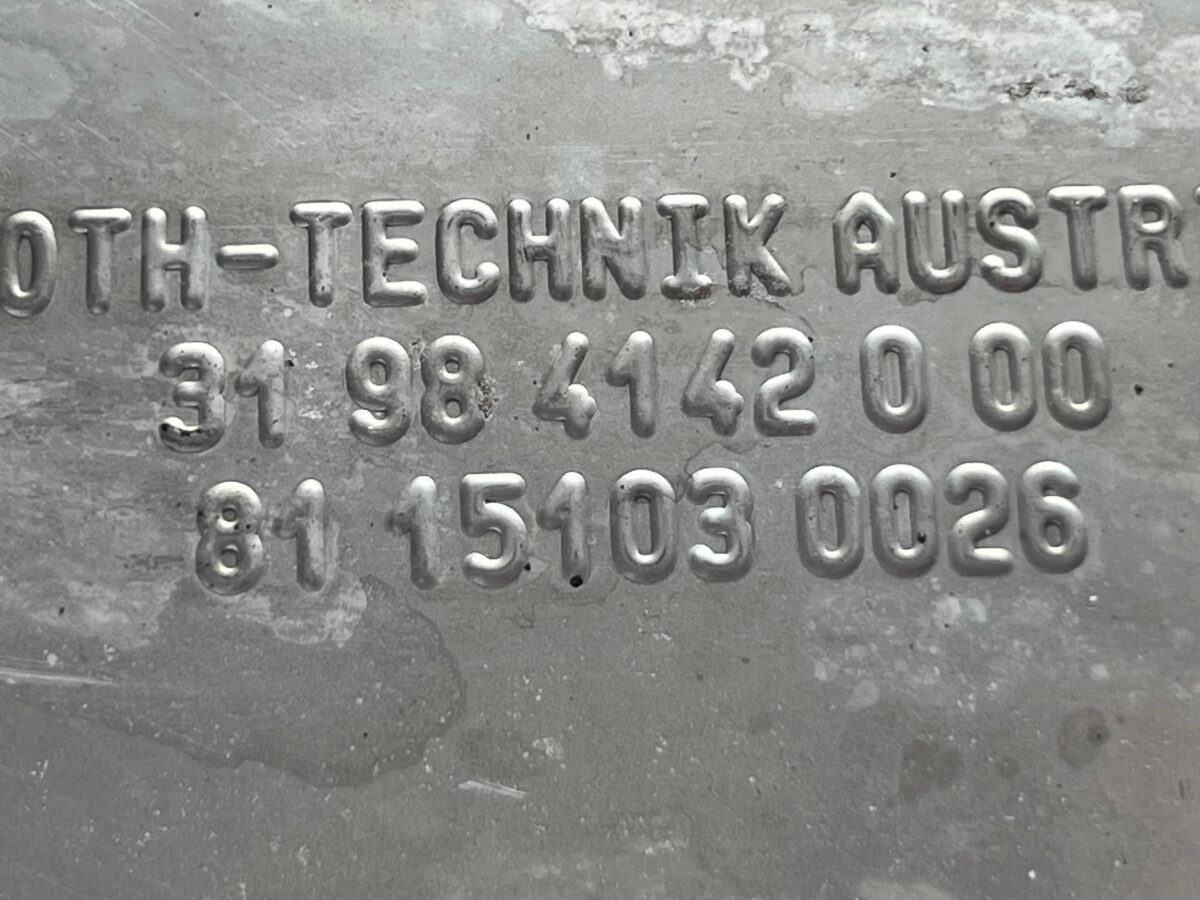 OTH-TECHNIK AUSTR
31 98 4142 0 00
81 15103 0026